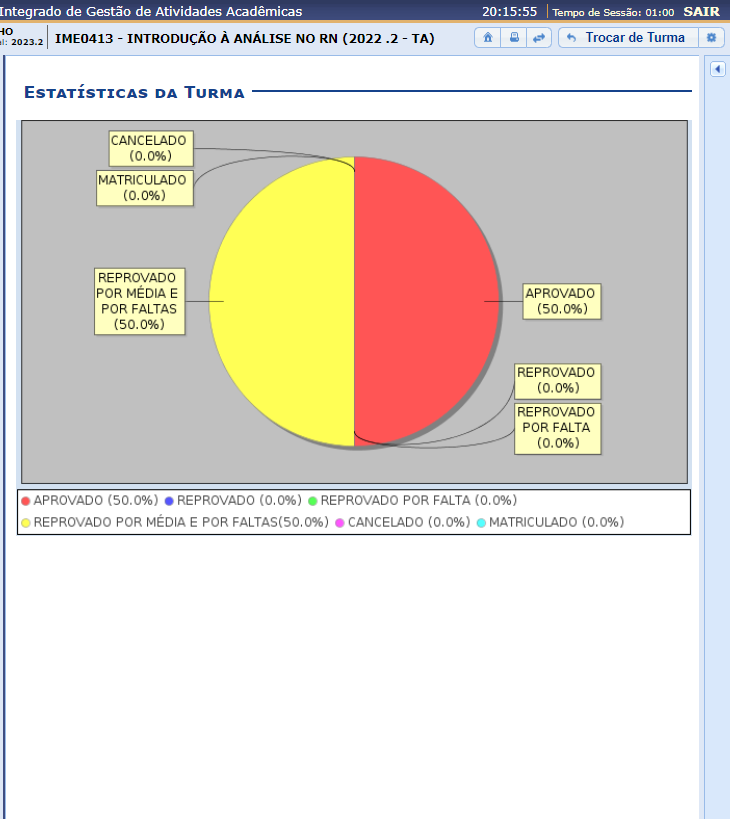 Integrado de Gestão de Atividades Acadêmicas 20:15:55 Tempo de Sessão: 01:00 SAIR
HO
el: 2023.2 IME0413 - INTRODUÇÃO À ANÁLISE NO RN (2022 .2 - TA) Trocar de Turma
Estatísticas da Turma
CANCELADO
(0.0%)
MATRICULADO
(0.0%)
REPROVADO
POR MÉDIA E
POR FALTAS
(50.0%)
APROVADO
(50.0%)
REPROVADO
(0.0%)
REPROVADO
POR FALTA
(0.0%)
APROVADO (50.0%) REPROVADO (0.0%) REPROVADO POR FALTA (0.0%)
REPROVADO POR MÉDIA E POR FALTAS(50.0%) CANCELADO (0.0%) MATRICULADO (0.0%)